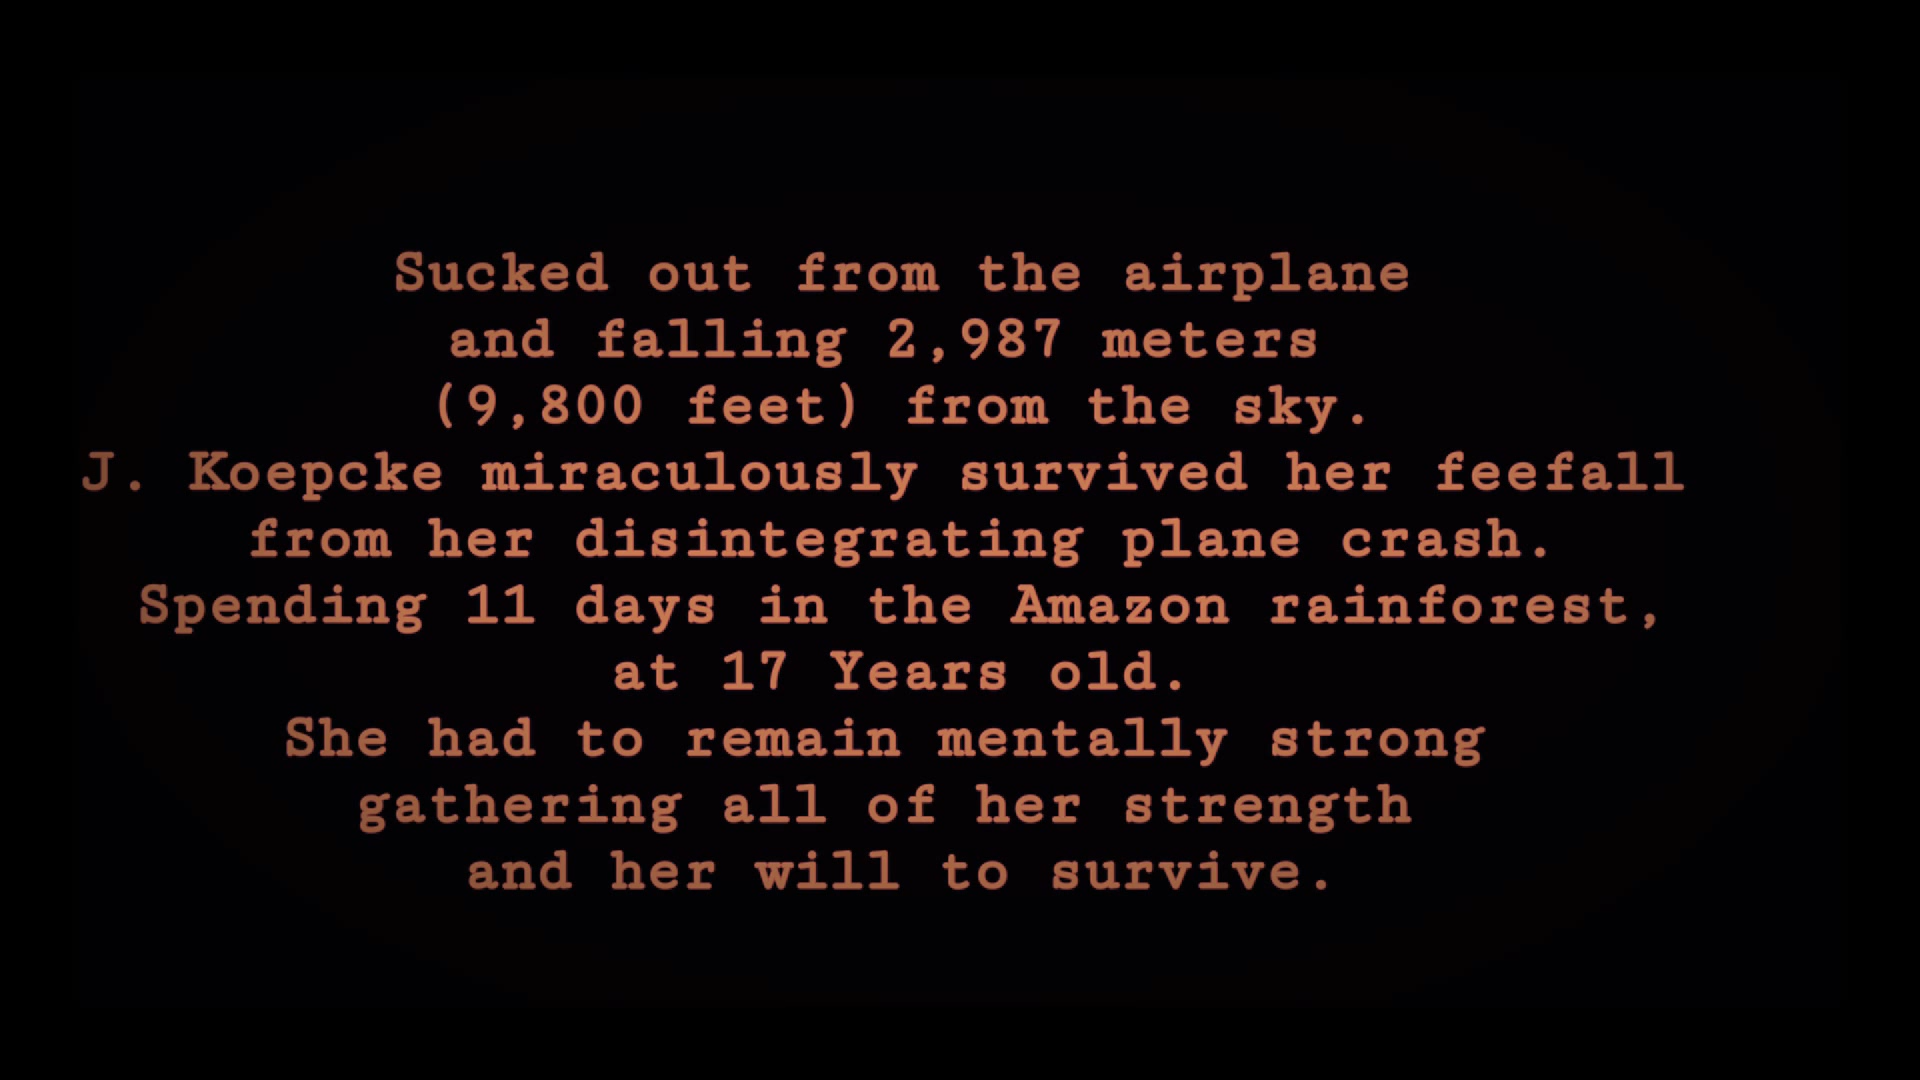 Sucked out from the airplane
and falling 2,987 meters
(9,800 feet) from the sky.
J. Koepcke miraculously survived her feefall
from her disintegrating plane crash.
Spending 11 days in the Amazon rainforest,
at 17 Years old.
She had to remain mentally strong
gathering all of her strength
and her will to survive.